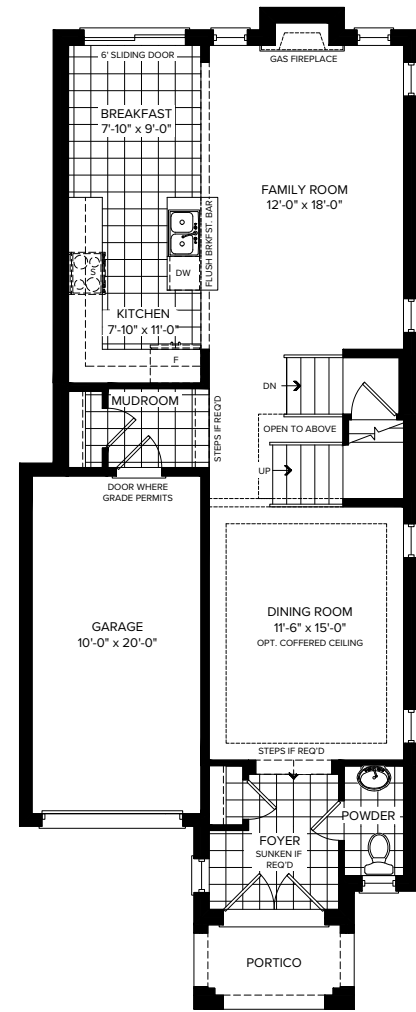 6' SLIDING DOOR
GAS FIREPLACE
BREAKFAST
7'-10" x 9'-0"
FAMILY ROOM
12'-0" x 18'-0"
FLUSH BRKFST. BAR
S
DW
KITCHEN
7'-10" x 11'-0"
F
DN
MUDROOM
STEPS IF REQ'D
OPEN TO ABOVE
UP
DOOR WHERE
GRADE PERMITS
GARAGE
10'-0" x 20'-0"
DINING ROOM
11'-6" x 15'-0"
OPT. COFFERED CEILING
STEPS IF REQ'D
POWDER
FOYER
SUNKEN IF
REQ'D
PORTICO